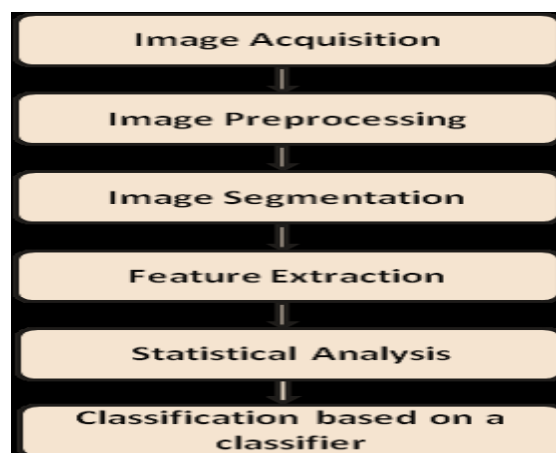 Image Acquisition
Image Preprocessing
Image Segmentation
Feature Extraction
Statistical Analysis
Classification based on a
classifier